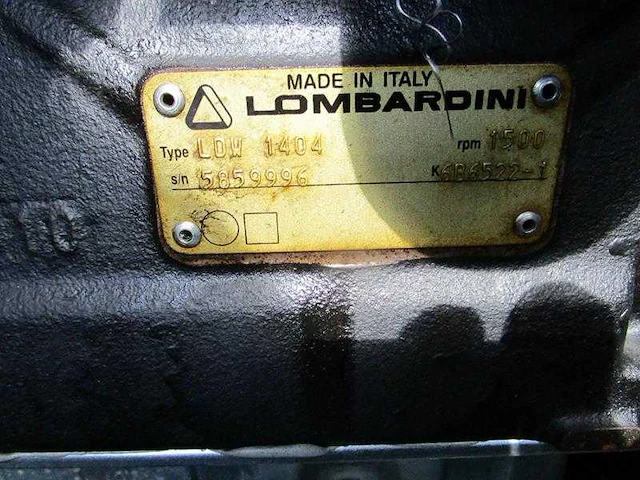 MADE IN ITALY
LOMBARDINI
Type LDW 1404 rpm 1500
s/n 5859996 K 6B6522-1